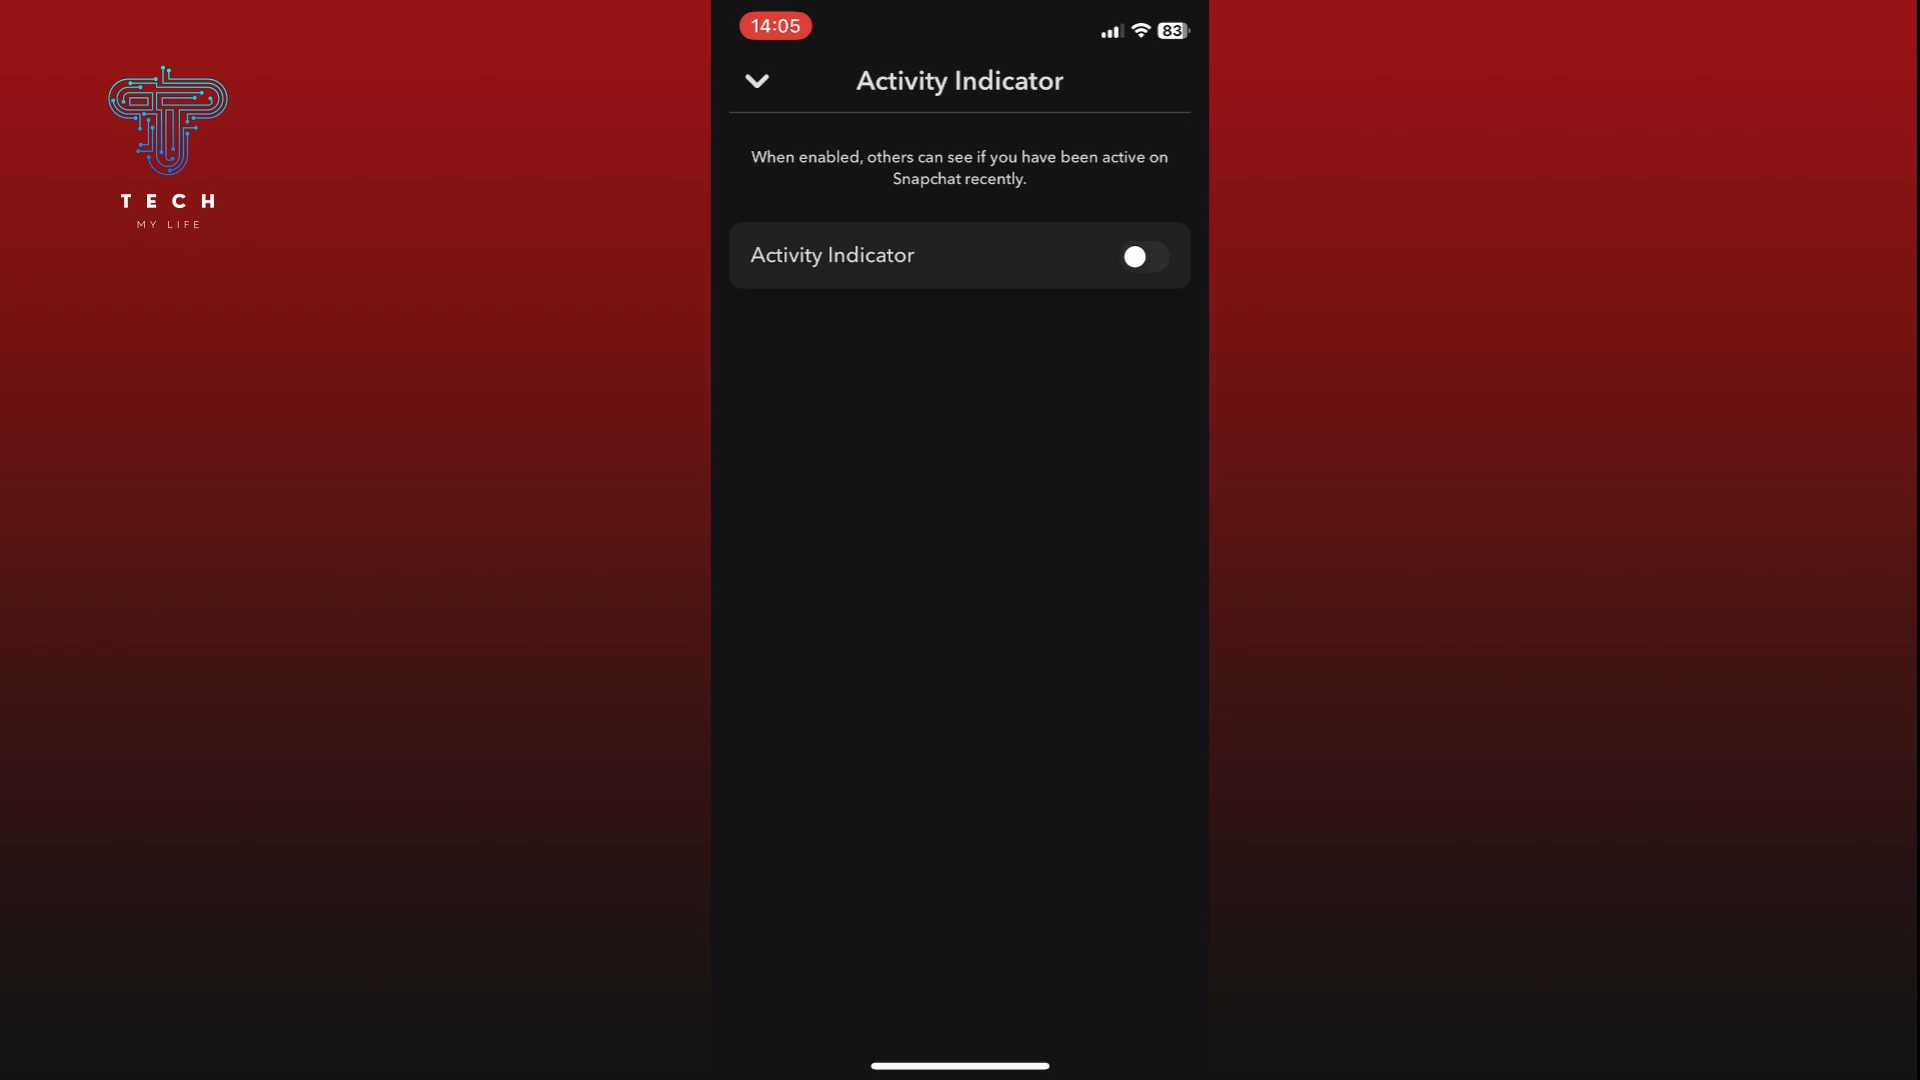 14:05
83
Activity Indicator
When enabled, others can see if you have been active on
Snapchat recently.
Activity Indicator
TECH
MY LIFE